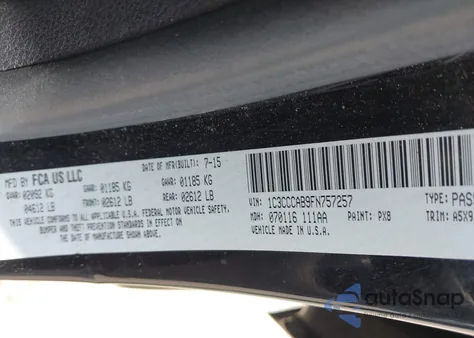 MFD BY FCA US LLC
DATE OF MFR(BUILT): 7-15
GVWR: 02092 KG
04612 LB
GAWR: 01185 KG
FRONT: 02612 LB
GAWR: 01185 KG
REAR: 02612 LB
THIS VEHICLE CONFORMS TO ALL APPLICABLE U.S.A. FEDERAL MOTOR VEHICLE SAFETY,
BUMPER AND THEFT PREVENTION STANDARDS IN EFFECT ON
THE DATE OF MANUFACTURE SHOWN ABOVE.
VIN: 1C3CCCAB9FN757257
TYPE: PAS
MDH: 070116 111AA
PAINT: PX8
TRIM: A5X9
MADE IN U.S.A.
autoSnap